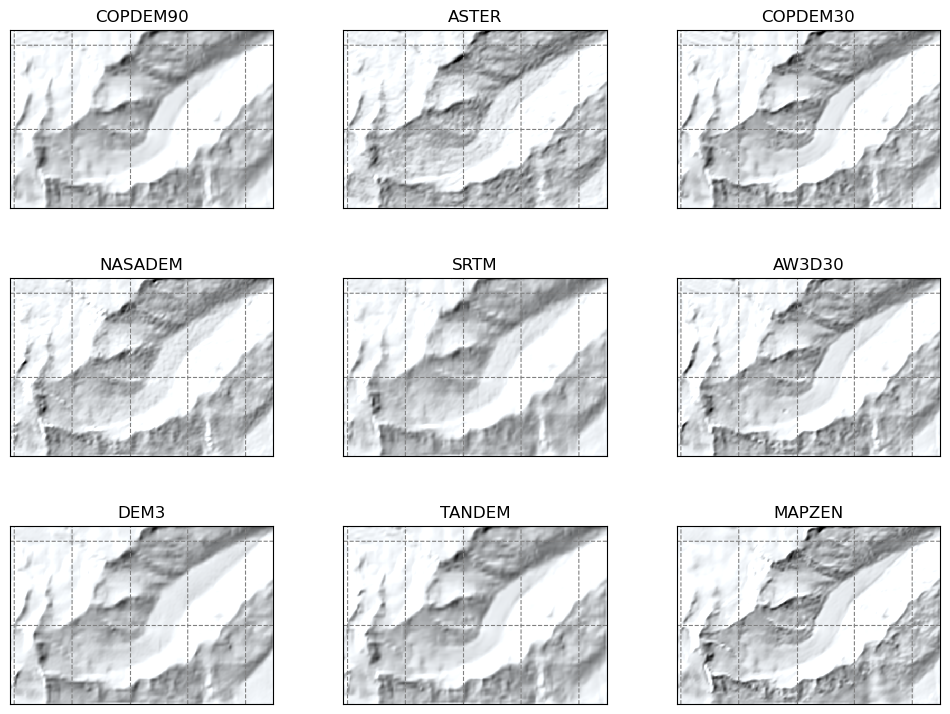 COPDEM90
ASTER
COPDEM30
NASADEM
SRTM
AW3D30
DEM3
TANDEM
MAPZEN